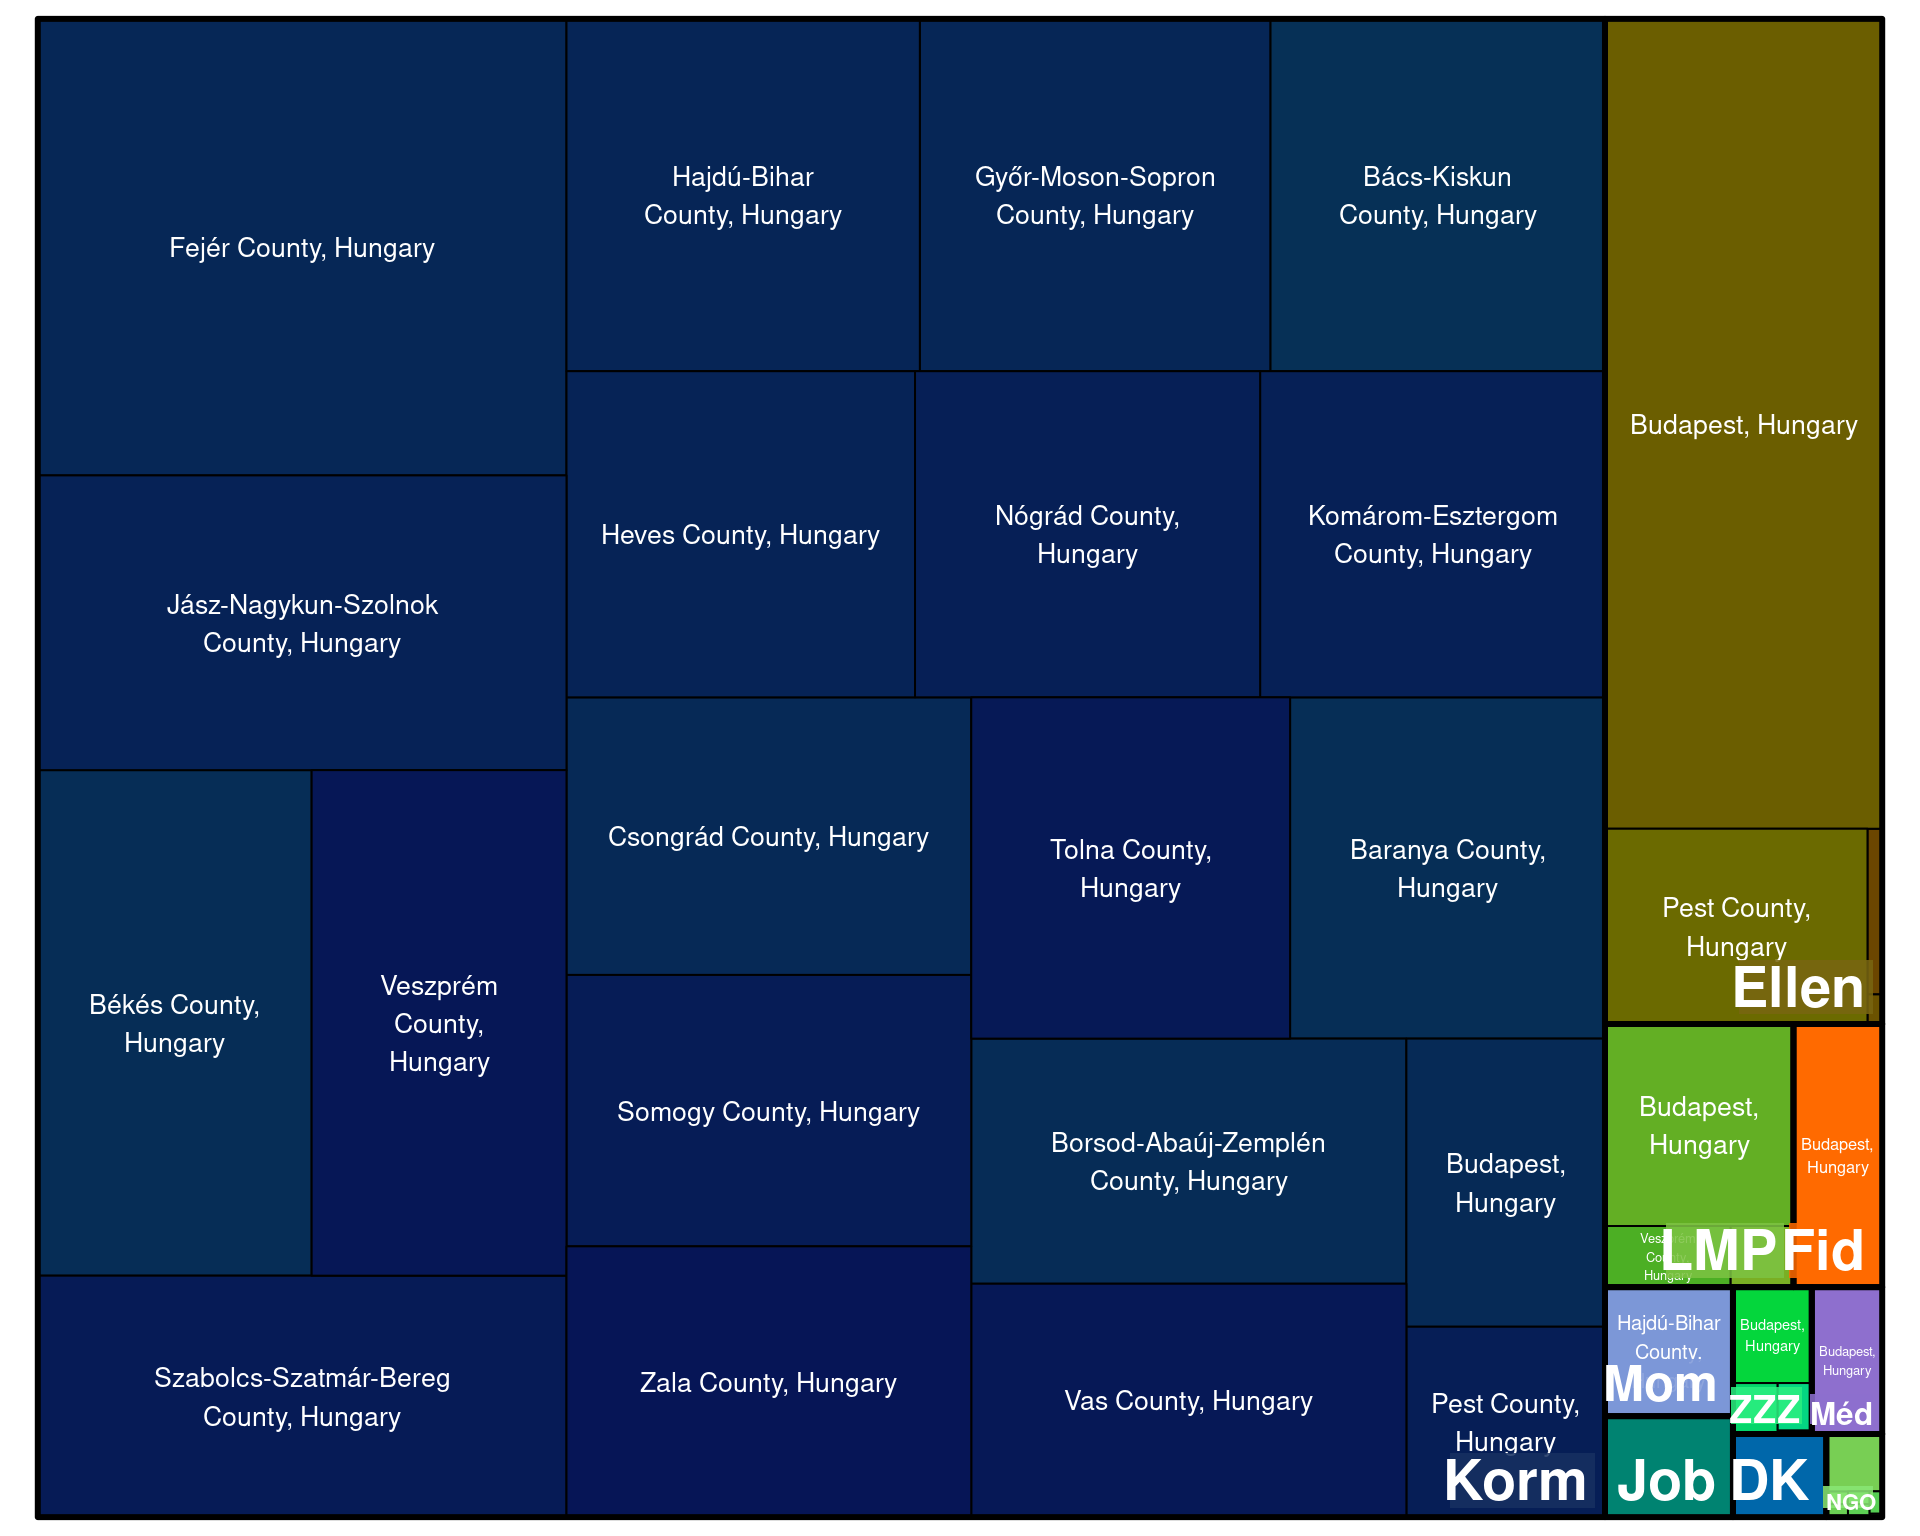 Fejér County, Hungary
Hajdú-Bihar
County, Hungary
Győr-Moson-Sopron
County, Hungary
Bács-Kiskun
County, Hungary
Budapest, Hungary
Jász-Nagykun-Szolnok
County, Hungary
Heves County, Hungary
Nógrád County,
Hungary
Komárom-Esztergom
County, Hungary
Békés County,
Hungary
Veszprém
County,
Hungary
Csongrád County, Hungary
Tolna County,
Hungary
Baranya County,
Hungary
Pest County,
Hungary
Ellen
Somogy County, Hungary
Borsod-Abaúj-Zemplén
County, Hungary
Budapest,
Hungary
Budapest,
Hungary
Budapest,
Hungary
Veszprém
County,
Hungary
LMP
Fid
Szabolcs-Szatmár-Bereg
County, Hungary
Zala County, Hungary
Vas County, Hungary
Pest County,
Hungary
Korm
Hajdú-Bihar
County,
Mom
Budapest,
Hungary
ZZZ
Budapest,
Hungary
Méd
Job
DK
NGO